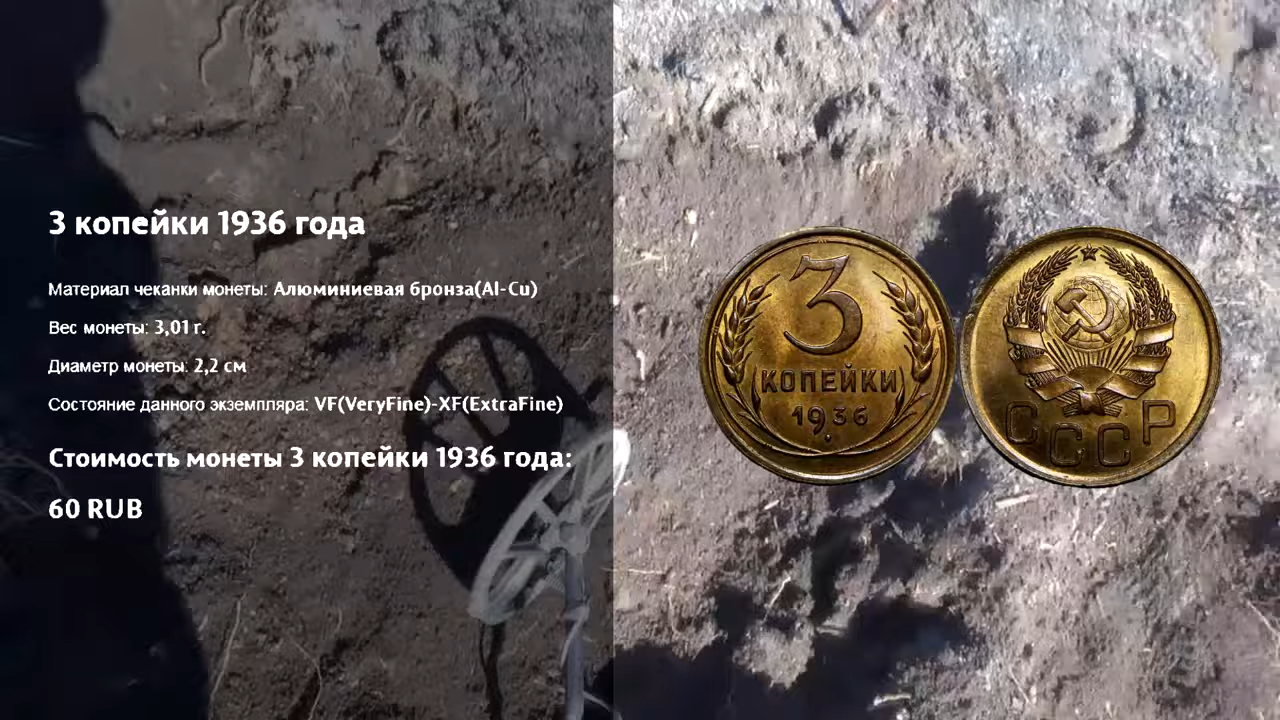 3 копейки 1936 года
Материал чеканки монеты: Алюминиевая бронза(Al-Cu)
Вес монеты: 3,01 г.
Диаметр монеты: 2,2 см
Состояние данного экземпляра: VF(VeryFine)-XF(ExtraFine)
Стоимость монеты 3 копейки 1936 года:
60 RUB
3
КОПЕЙКИ
1936
СССР